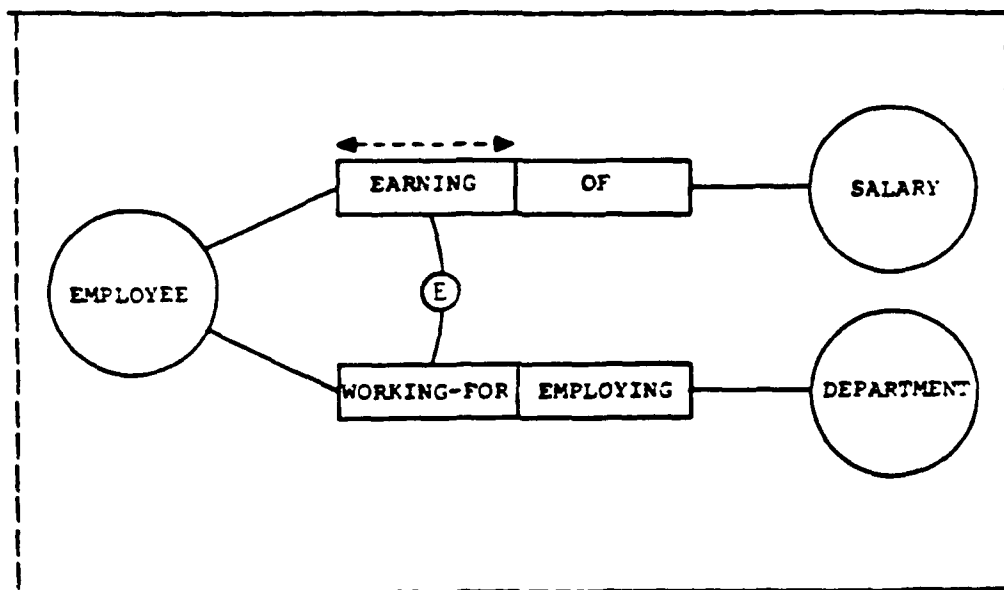 EARNING OF
SALARY
EMPLOYEE
E
WORKING-FOR EMPLOYING
DEPARTMENT